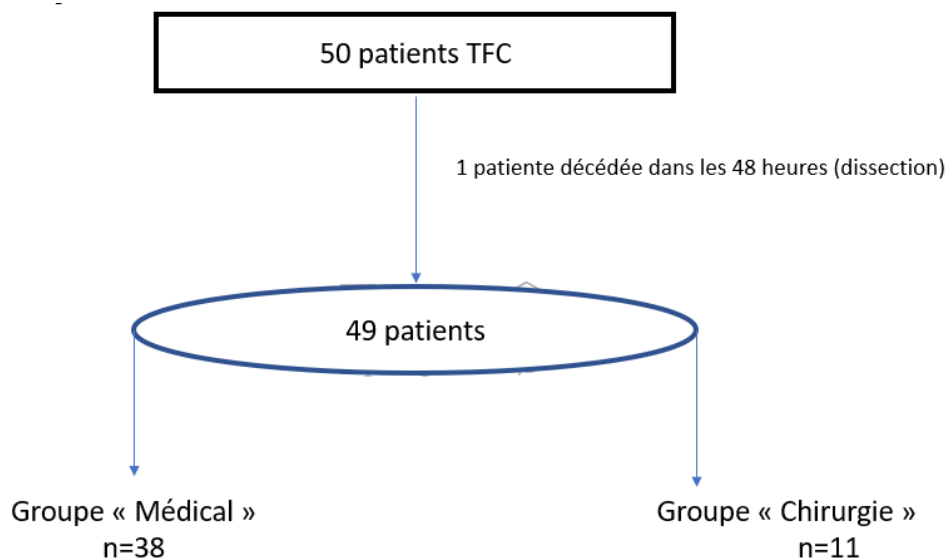 50 patients TFC
1 patiente décédée dans les 48 heures (dissection)
49 patients
Groupe « Médical »
n=38
Groupe « Chirurgie »
n=11